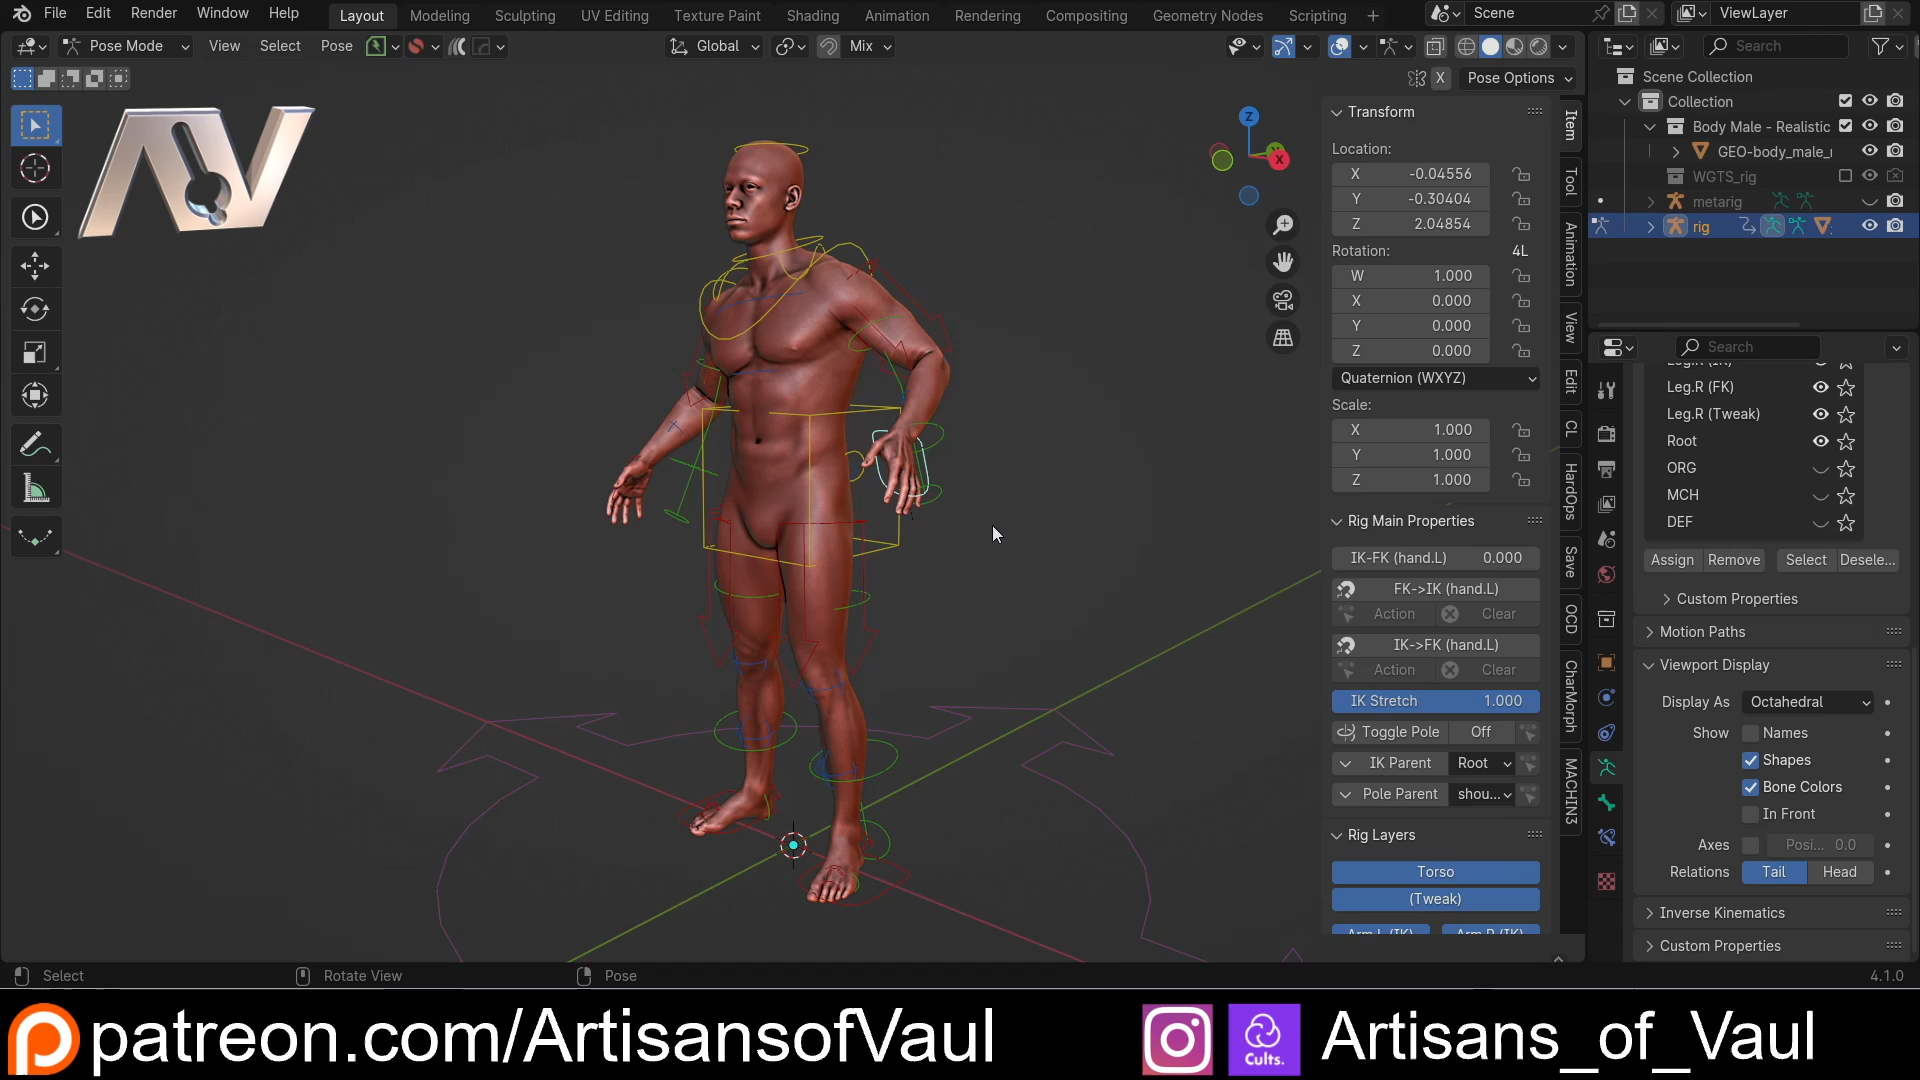 File Edit Render Window Help Layout Modeling Sculpting UV Editing Texture Paint Shading Animation Rendering Compositing Geometry Nodes Scripting + Scene ViewLayer
Pose Mode View Select Pose Global Mix Search
X Pose Options
Scene Collection
Collection
Body Male - Realistic
GEO-body_male_
WGTS_rig
metarig
rig
AV
Z
X
Transform
Location:
X -0.04556
Y -0.30404
Z 2.04854
Rotation: 4L
W 1.000
X 0.000
Y 0.000
Z 0.000
Quaternion (WXYZ)
Scale:
X 1.000
Y 1.000
Z 1.000
Rig Main Properties
IK-FK (hand.L) 0.000
FK->IK (hand.L)
Action Clear
IK->FK (hand.L)
Action Clear
IK Stretch 1.000
Toggle Pole Off
IK Parent Root
Pole Parent shou...
Rig Layers
Torso
(Tweak)
Arm.L (IK) Arm.R (IK)
Item
Tool
Animation
View
Edit
CL
HardOps
Save
OCD
CharMorph
MACHIN3
Search
Leg.R (IK)
Leg.R (FK)
Leg.R (Tweak)
Root
ORG
MCH
DEF
Assign Remove Select Desele...
Custom Properties
Motion Paths
Viewport Display
Display As Octahedral
Show Names
Shapes
Bone Colors
In Front
Axes Posi... 0.0
Relations Tail Head
Inverse Kinematics
Custom Properties
Select Rotate View Pose 4.1.0
patreon.com/ArtisansofVaul Cults. Artisans_of_Vaul